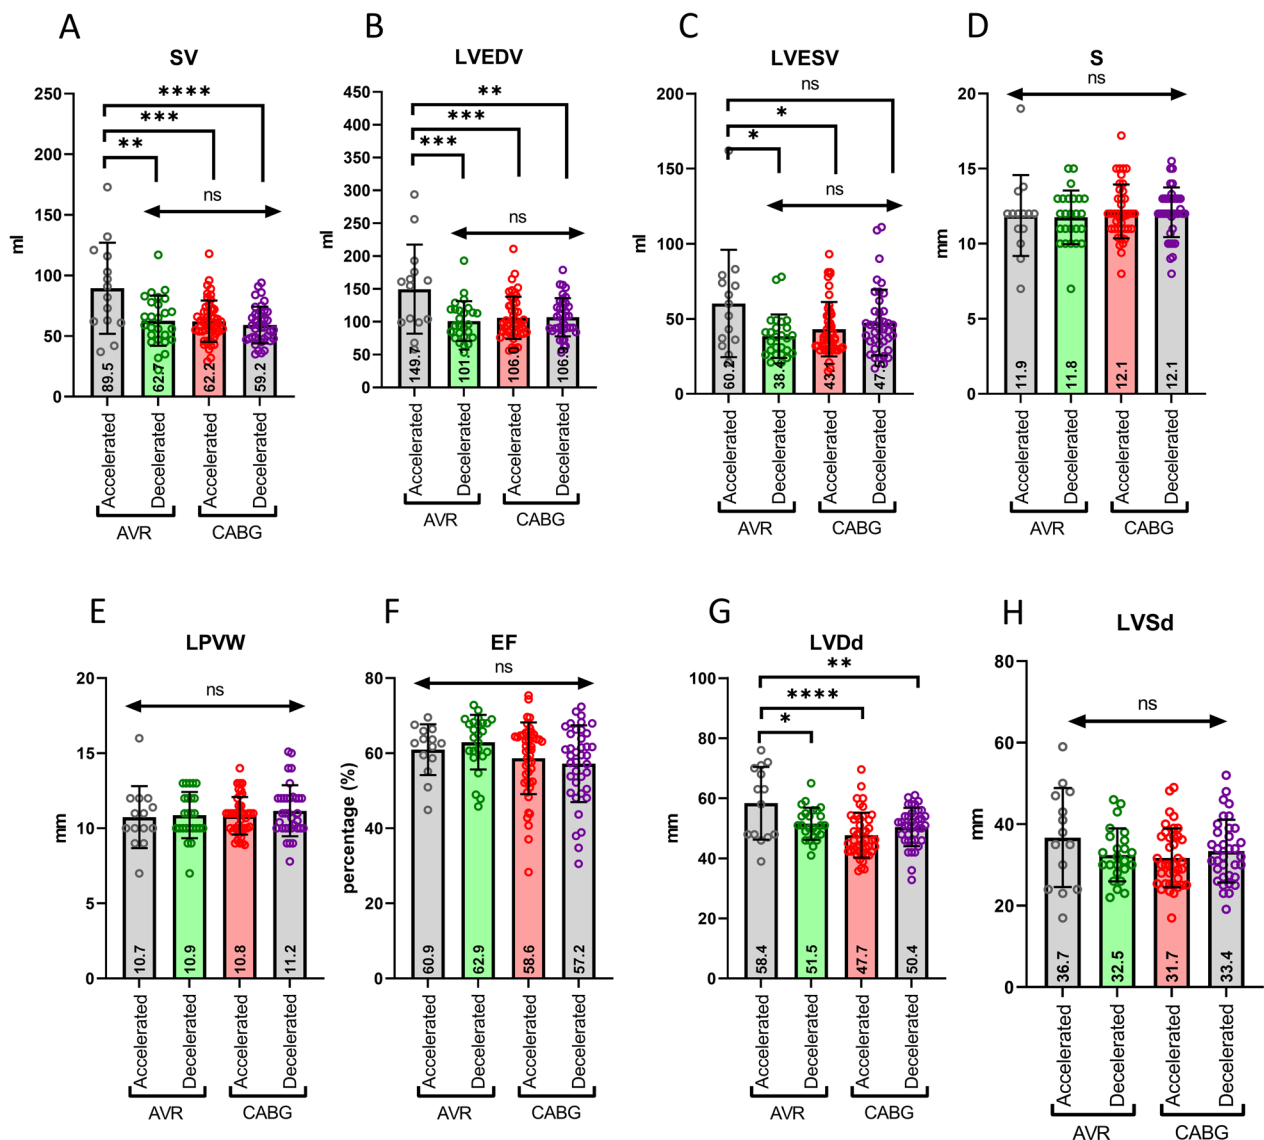 A
SV
ml
250
200
150
100
50
0
****
***
**
ns
89.5
62.7
62.2
59.2
Accelerated
Decelerated
Accelerated
Decelerated
AVR
CABG
B
LVEDV
ml
450
400
350
300
250
200
150
100
50
0
**
***
***
ns
149.7
101
106.0
106.
Accelerated
Decelerated
Accelerated
Decelerated
AVR
CABG
C
LVESV
ml
200
150
100
50
0
ns
*
*
ns
60.2
38.4
43.
47.
Accelerated
Decelerated
Accelerated
Decelerated
AVR
CABG
D
S
mm
20
15
10
5
0
ns
11.9
11.8
12.1
12.1
Accelerated
Decelerated
Accelerated
Decelerated
AVR
CABG
E
LPVW
mm
20
15
10
5
0
ns
10.7
10.9
10.8
11.2
Accelerated
Decelerated
Accelerated
Decelerated
AVR
CABG
F
EF
percentage (%)
80
60
40
20
0
ns
60.9
62.9
58.6
57.2
Accelerated
Decelerated
Accelerated
Decelerated
AVR
CABG
G
LVDd
mm
100
80
60
40
20
0
**
****
*
58.4
51.5
47.7
50.4
Accelerated
Decelerated
Accelerated
Decelerated
AVR
CABG
H
LVSd
mm
80
60
40
20
0
ns
36.7
32.5
31.7
33.4
Accelerated
Decelerated
Accelerated
Decelerated
AVR
CABG